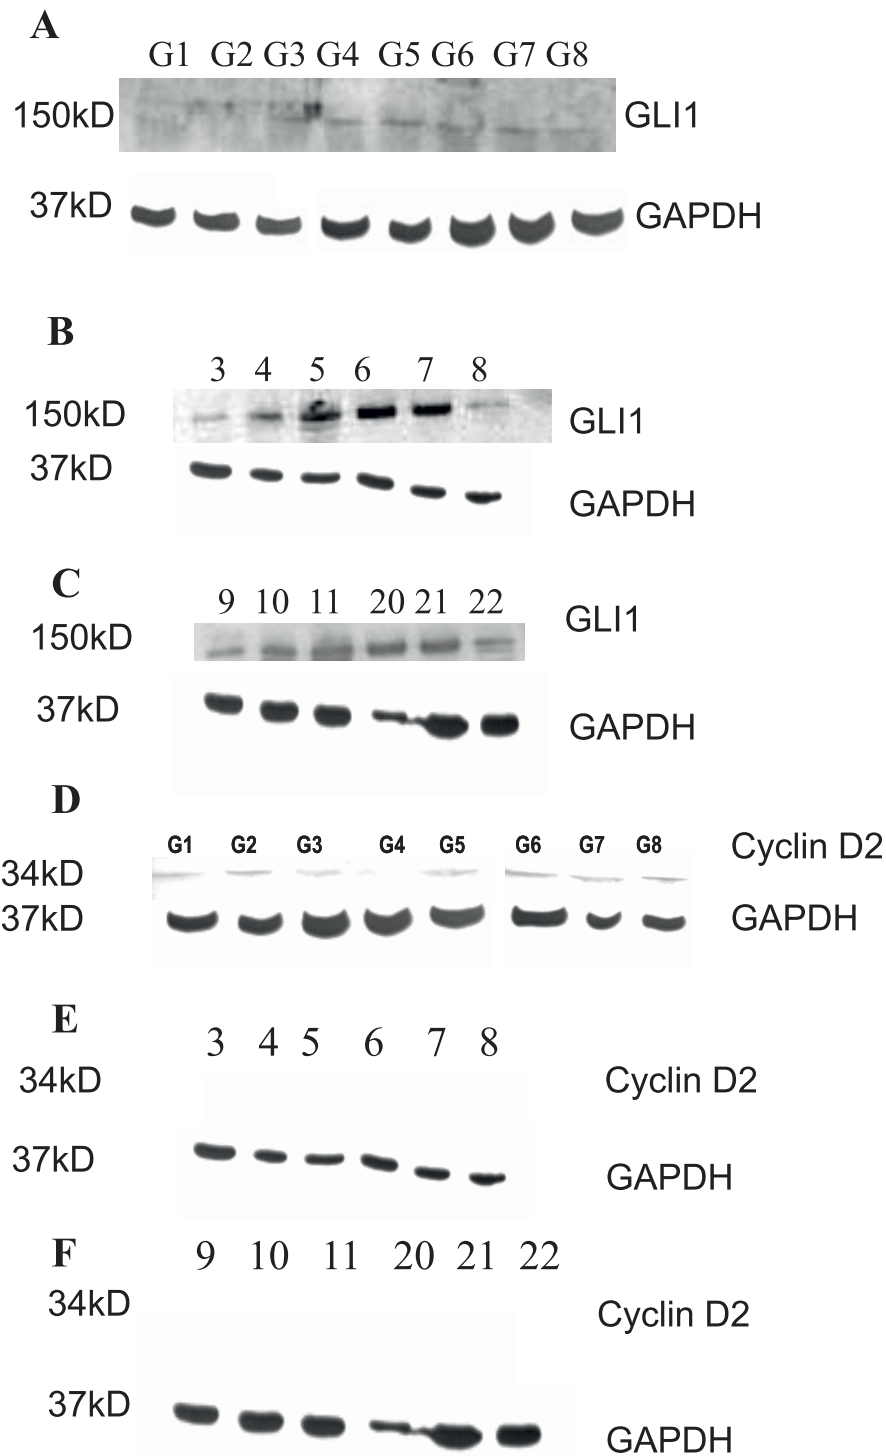 A
G1 G2 G3 G4 G5 G6 G7 G8
150kD GLI1
37kD GAPDH
B
3 4 5 6 7 8
150kD GLI1
37kD GAPDH
C
9 10 11 20 21 22 GLI1
150kD
37kD GAPDH
D
G1 G2 G3 G4 G5 G6 G7 G8 Cyclin D2
34kD
37kD GAPDH
E
3 4 5 6 7 8
34kD Cyclin D2
37kD GAPDH
F
9 10 11 20 21 22
34kD Cyclin D2
37kD GAPDH